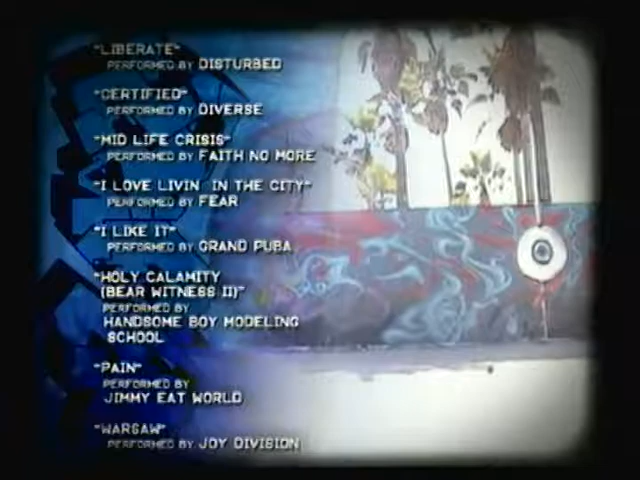 "LIBERATE"
PERFORMED BY DISTURBED
"CERTIFIED"
PERFORMED BY DIVERSE
"MID LIFE CRISIS"
PERFORMED BY FAITH NO MORE
"I LOVE LIVIN' IN THE CITY"
PERFORMED BY FEAR
"I LIKE IT"
PERFORMED BY GRAND PUBA
"HOLY CALAMITY
(BEAR WITNESS II)"
PERFORMED BY
HANDSOME BOY MODELING
SCHOOL
"PAIN"
PERFORMED BY
JIMMY EAT WORLD
"WARSAW"
PERFORMED BY JOY DIVISION